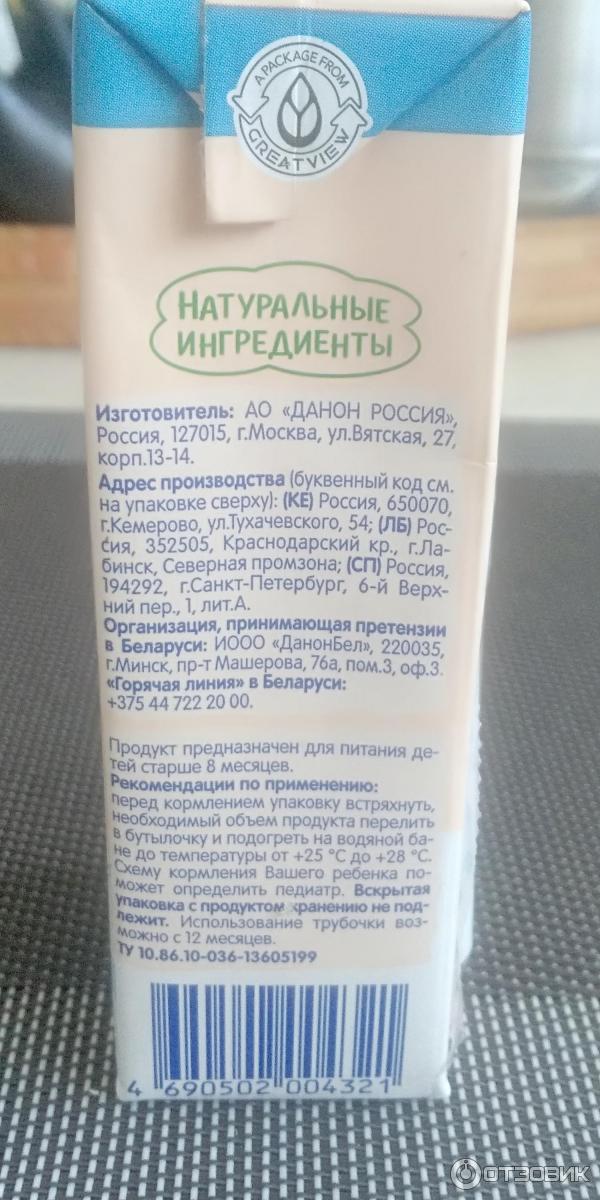 A PACKAGE FROM
GREATVIEW
НАТУРАЛЬНЫЕ
ИНГРЕДИЕНТЫ
Изготовитель: АО «ДАНОН РОССИЯ»,
Россия, 127015, г.Москва, ул.Вятская, 27,
корп.13-14.
Адрес производства (буквенный код см.
на упаковке сверху): (КЕ) Россия, 650070,
г.Кемерово, ул.Тухачевского, 54; (ЛБ) Рос-
сия, 352505, Краснодарский кр., г.Ла-
бинск, Северная промзона; (СП) Россия,
194292, г.Санкт-Петербург, 6-й Верх-
ний пер., 1, лит.А.
Организация, принимающая претензии
в Беларуси: ИООО «ДанонБел», 220035,
г.Минск, пр-т Машерова, 76а, пом.3, оф.3.
«Горячая линия» в Беларуси:
+375 44 722 20 00.
Продукт предназначен для питания де-
тей старше 8 месяцев.
Рекомендации по применению:
перед кормлением упаковку встряхнуть,
необходимый объем продукта перелить
в бутылочку и подогреть на водяной ба-
не до температуры от +25 °С до +28 °С.
Схему кормления Вашего ребенка по-
может определить педиатр. Вскрытая
упаковка с продуктом хранению не под-
лежит. Использование трубочки воз-
можно с 12 месяцев.
ТУ 10.86.10-036-13605199
4 690502 004321
ОТЗОВИК